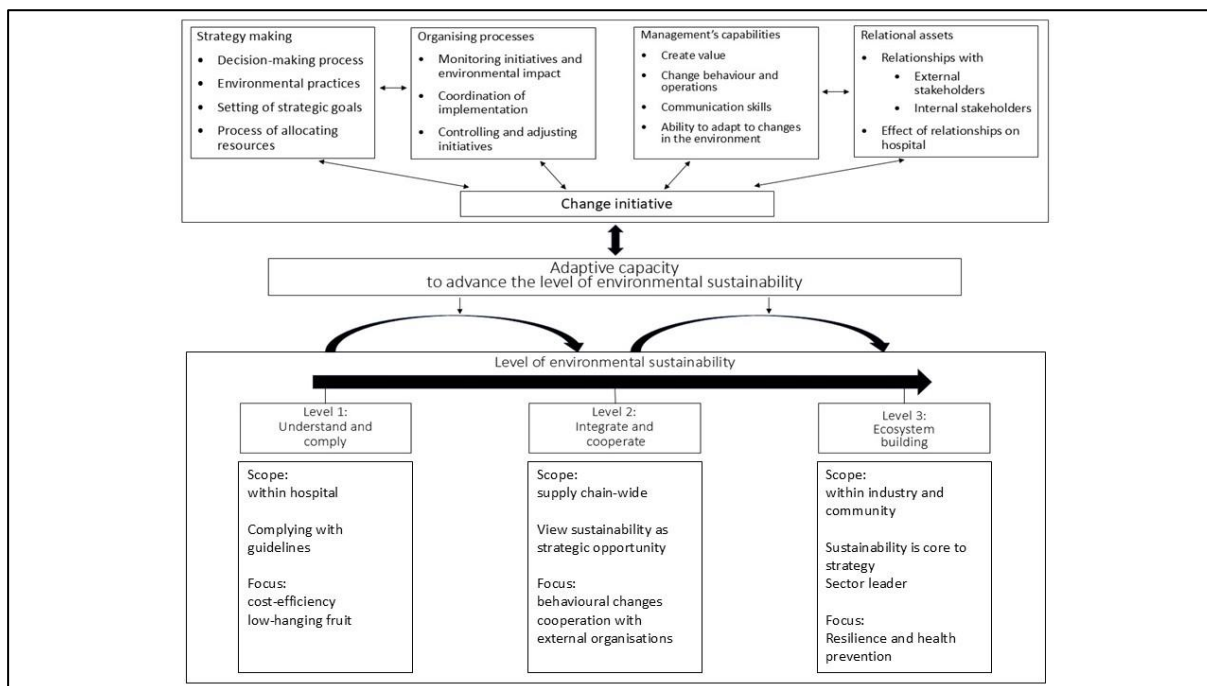 Strategy making
• Decision-making process
• Environmental practices
• Setting of strategic goals
• Process of allocating
resources
Organising processes
• Monitoring initiatives and
environmental impact
• Coordination of
implementation
• Controlling and adjusting
initiatives
Management's capabilities
• Create value
• Change behaviour and
operations
• Communication skills
• Ability to adapt to changes
in the environment
Relational assets
• Relationships with
• External
stakeholders
• Internal stakeholders
• Effect of relationships on
hospital
Change initiative
Adaptive capacity
to advance the level of environmental sustainability
Level of environmental sustainability
Level 1:
Understand and
comply
Scope:
within hospital
Complying with
guidelines
Focus:
cost-efficiency
low-hanging fruit
Level 2:
Integrate and
cooperate
Scope:
supply chain-wide
View sustainability as
strategic opportunity
Focus:
behavioural changes
cooperation with
external organisations
Level 3:
Ecosystem
building
Scope:
within industry and
community
Sustainability is core to
strategy
Sector leader
Focus:
Resilience and health
prevention